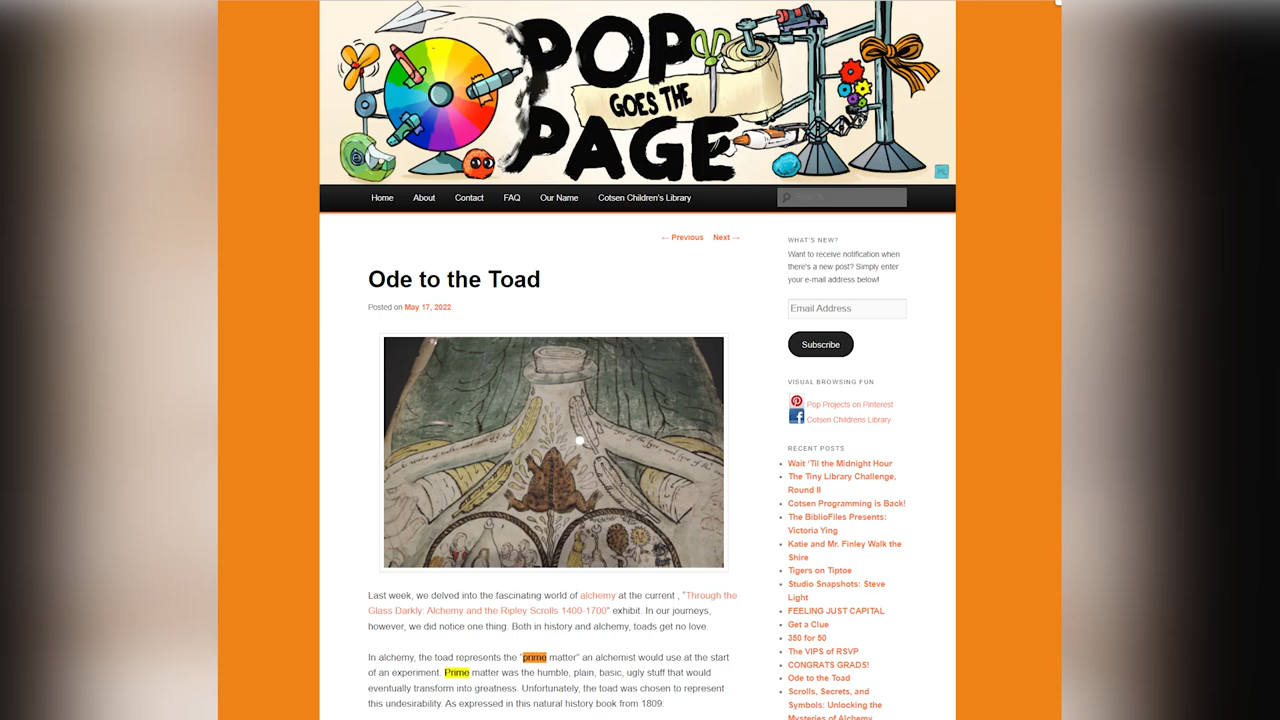 POP
GOES THE
PAGE
Home About Contact FAQ Our Name Cotsen Children's Library
Search
← Previous Next →
Ode to the Toad
Posted on May 17, 2022
Last week, we delved into the fascinating world of alchemy at the current , "Through the
Glass Darkly: Alchemy and the Ripley Scrolls 1400-1700" exhibit. In our journeys,
however, we did notice one thing. Both in history and alchemy, toads get no love.
In alchemy, the toad represents the "prime matter" an alchemist would use at the start
of an experiment. Prime matter was the humble, plain, basic, ugly stuff that would
eventually transform into greatness. Unfortunately, the toad was chosen to represent
this undesirability. As expressed in this natural history book from 1809:
WHAT'S NEW?
Want to receive notification when
there's a new post? Simply enter
your e-mail address below!
Email Address
Subscribe
VISUAL BROWSING FUN
Pop Projects on Pinterest
Cotsen Childrens Library
RECENT POSTS
Wait 'Til the Midnight Hour
The Tiny Library Challenge,
Round II
Cotsen Programming is Back!
The BiblioFiles Presents:
Victoria Ying
Katie and Mr. Finley Walk the
Shire
Tigers on Tiptoe
Studio Snapshots: Steve
Light
FEELING JUST CAPITAL
Get a Clue
350 for 50
The VIPS of RSVP
CONGRATS GRADS!
Ode to the Toad
Scrolls, Secrets, and
Symbols: Unlocking the
Mysteries of Alchemy